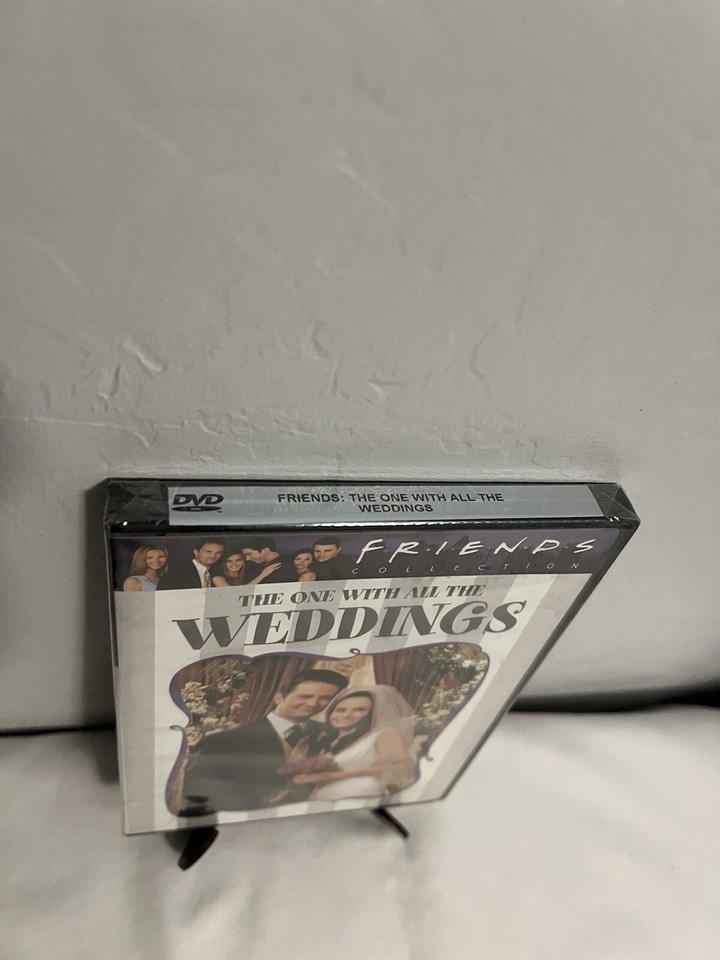 DVD
FRIENDS: THE ONE WITH ALL THE
WEDDINGS
F·R·I·E·N·D·S
COLLECTION
THE ONE WITH ALL THE
WEDDINGS